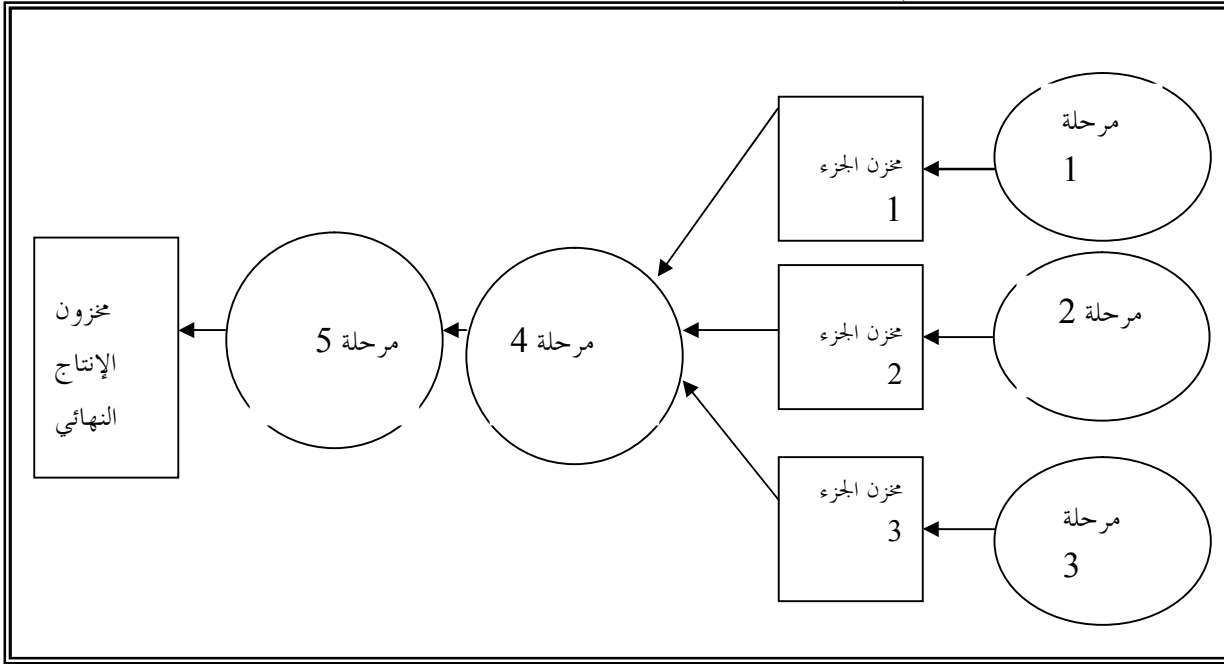 مرحلة
1
مخزن الجزء
1
مرحلة 2
مخزن الجزء
2
مرحلة
3
مخزن الجزء
3
مرحلة 4
مرحلة 5
مخزون
الإنتاج
النهائي